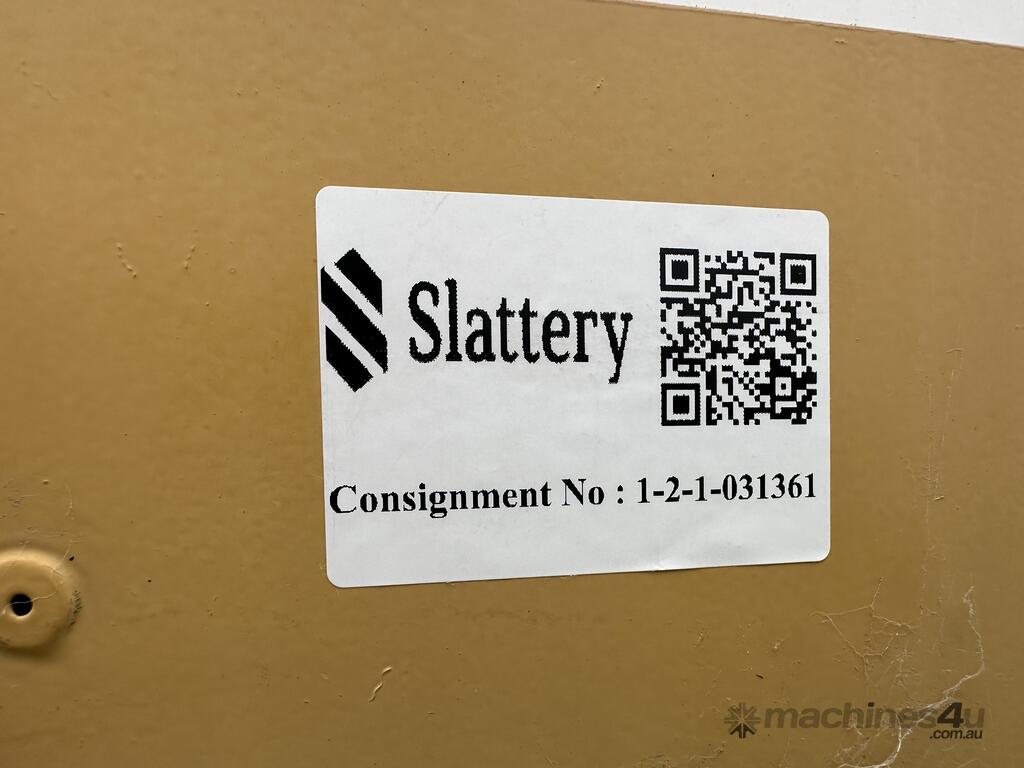 Slattery
Consignment No : 1-2-1-031361
machines4u
.com.au